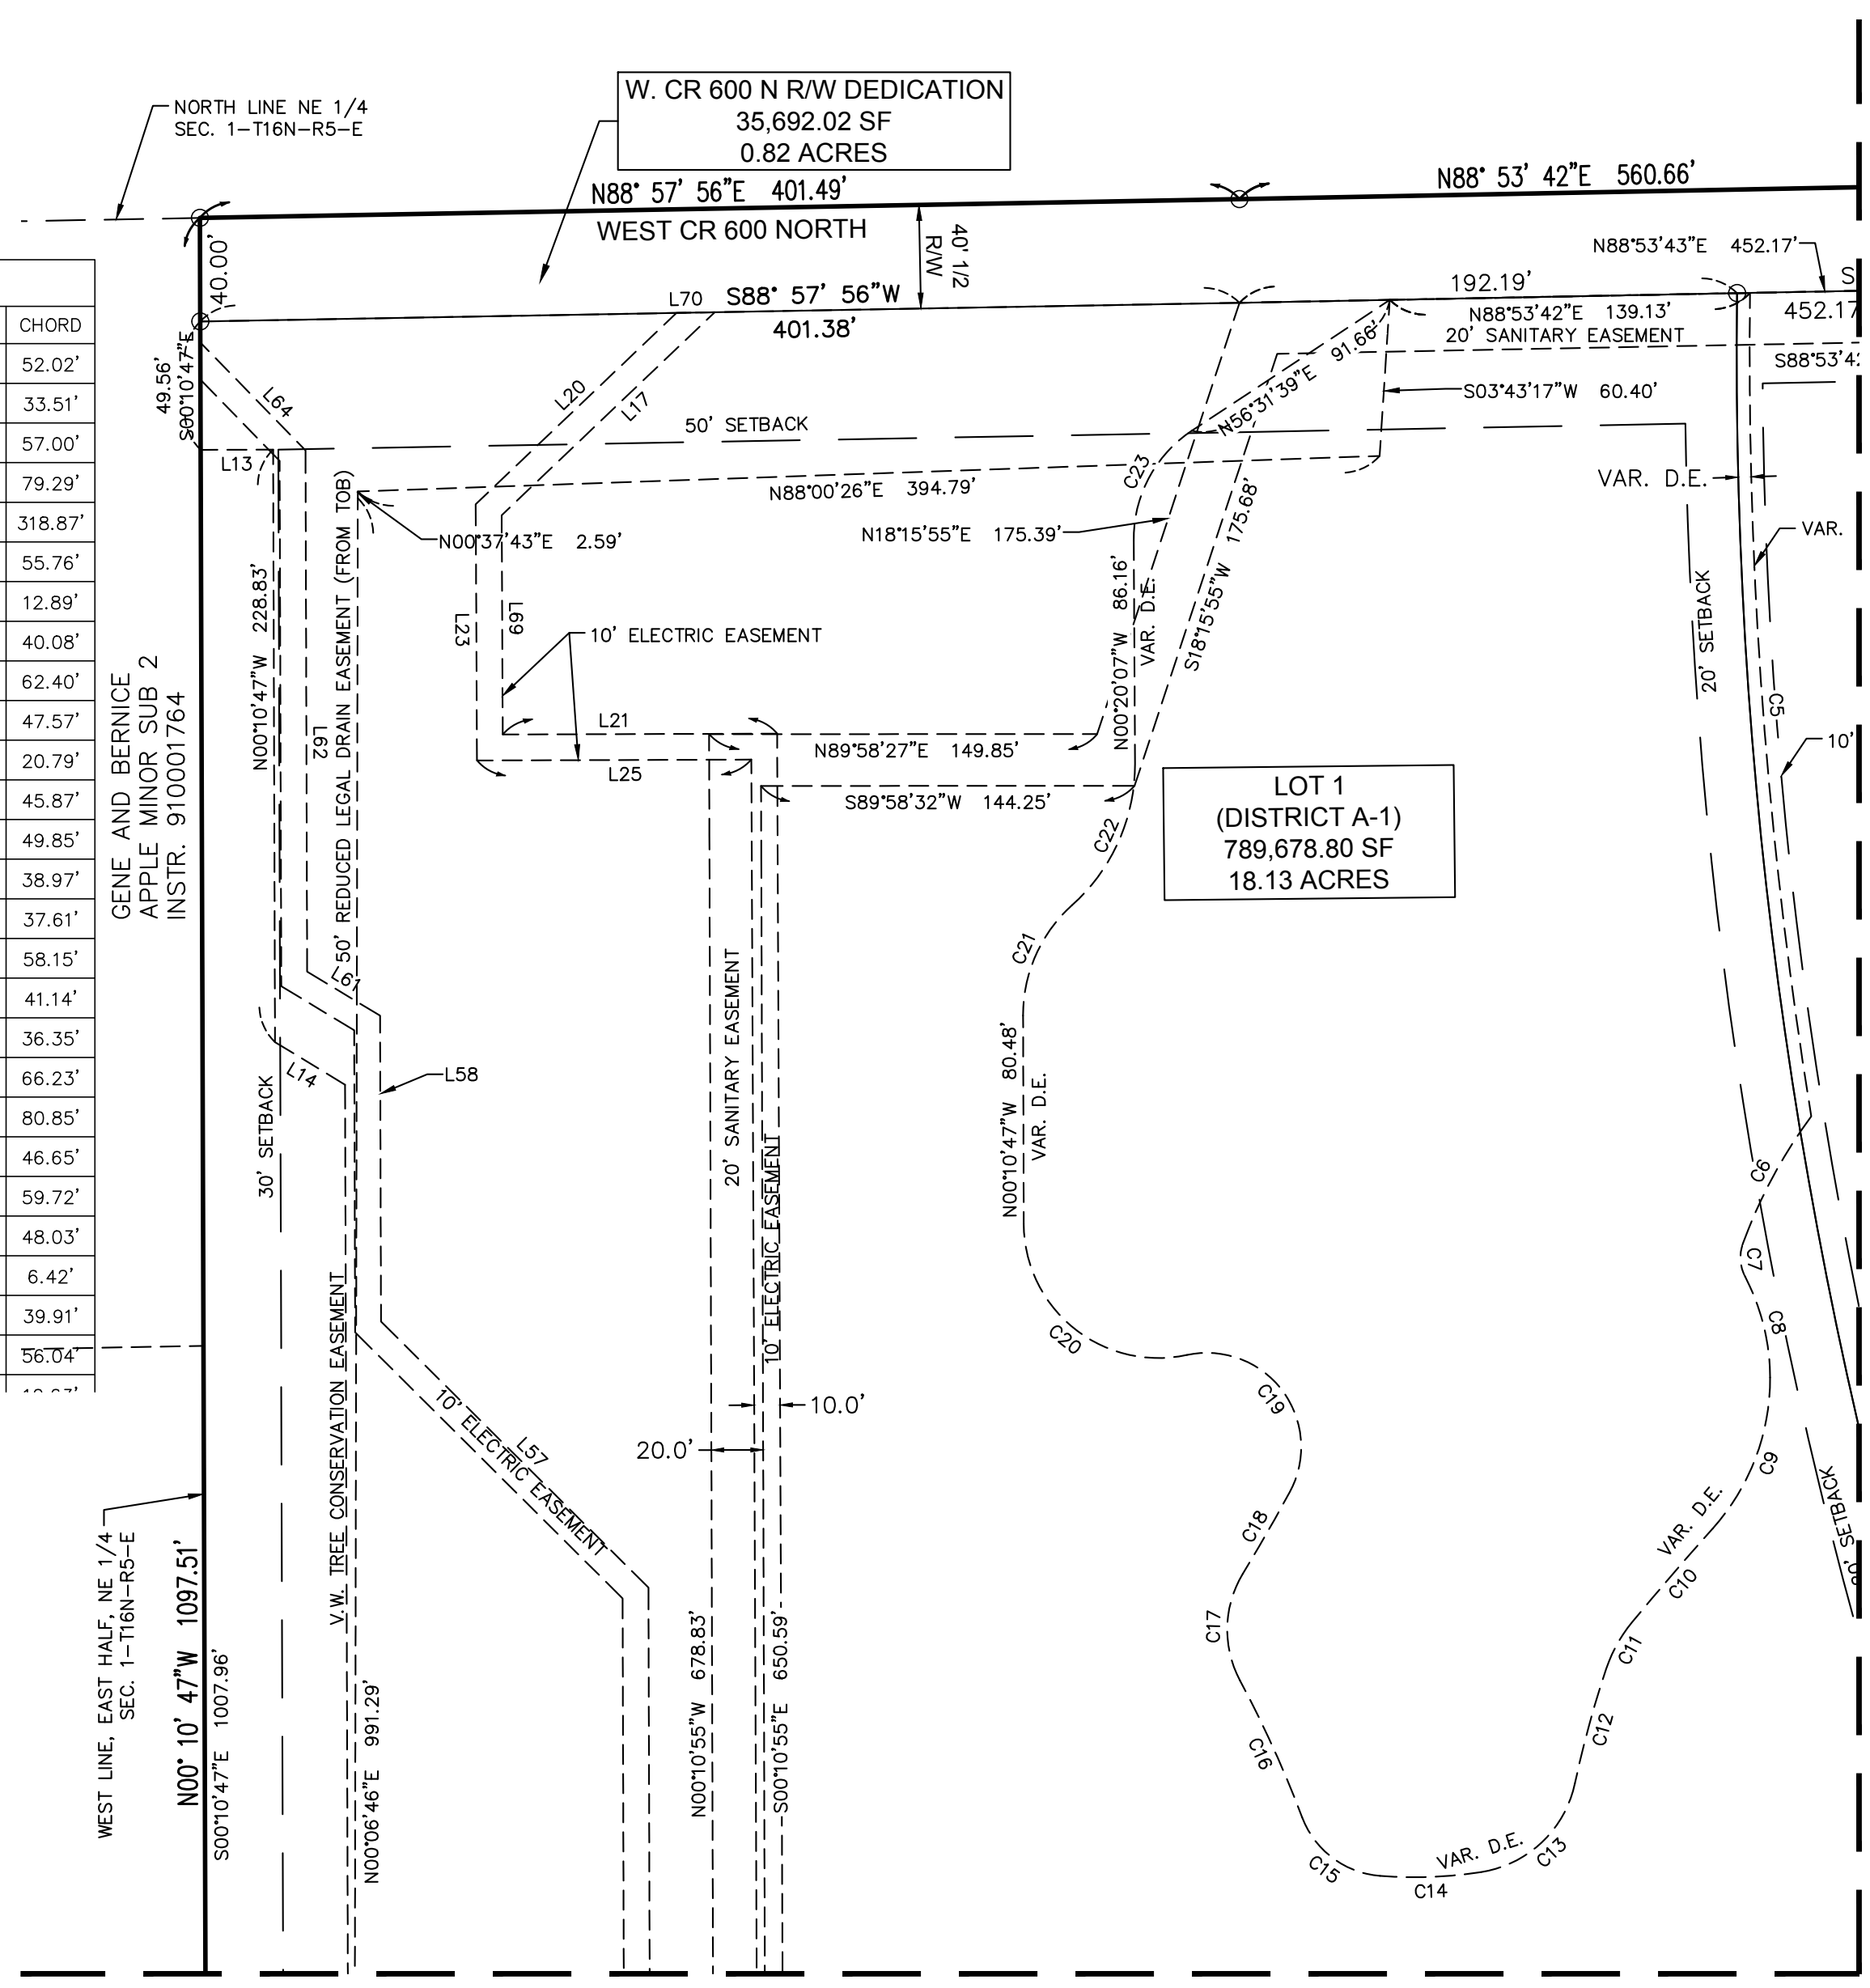 NORTH LINE NE 1/4
SEC. 1-T16N-R5-E
W. CR 600 N R/W DEDICATION
35,692.02 SF
0.82 ACRES
N88° 57' 56"E 401.49'
N88° 53' 42"E 560.66'
WEST CR 600 NORTH
40' 1/2
R/W
40.00'
N88°53'43"E 452.17'
L70
S88° 57' 56"W
401.38'
192.19'
S
N88°53'42"E 139.13'
452.17
20' SANITARY EASEMENT
S88°53'4
CHORD
52.02'
33.51'
57.00'
79.29'
318.87'
55.76'
12.89'
40.08'
62.40'
47.57'
20.79'
45.87'
49.85'
38.97'
37.61'
58.15'
41.14'
36.35'
66.23'
80.85'
46.65'
59.72'
48.03'
6.42'
39.91'
56.04'
49.56'
S00°10'47"E
L64
L20
L17
L13
50' SETBACK
N56°31'39"E 91.66'
S03°43'17"W 60.40'
C23
N88°00'26"E 394.79'
N00°37'43"E 2.59'
N18°15'55"E 175.39'
S18°15'55"W 175.68'
VAR. D.E.
VAR.
N00°10'47"W 228.83'
L62
50' REDUCED LEGAL DRAIN EASEMENT (FROM TOB)
L23
L69
10' ELECTRIC EASEMENT
N00°20'07"W 86.16'
VAR. D.E.
20' SETBACK
C5
10'
GENE AND BERNICE
APPLE MINOR SUB 2
INSTR. 910001764
L21
N89°58'27"E 149.85'
L25
S89°58'32"W 144.25'
C22
LOT 1
(DISTRICT A-1)
789,678.80 SF
18.13 ACRES
C21
L61
L14
L58
30' SETBACK
20' SANITARY EASEMENT
10' ELECTRIC EASEMENT
N00°10'47"W 80.48'
VAR. D.E.
C6
C7
C8
V.W. TREE CONSERVATION EASEMENT
C20
C19
10.0'
20.0'
L57
10' ELECTRIC EASEMENT
C9
VAR. D.E.
C18
C10
C17
C11
SETBACK
WEST LINE, EAST HALF, NE 1/4
SEC. 1-T16N-R5-E
N00° 10' 47"W 1097.51'
S00°10'47"E 1007.96'
N00°06'46"E 991.29'
N00°10'55"W 678.83'
S00°10'55"E 650.59'
C16
C12
C15
VAR. D.E.
C13
C14